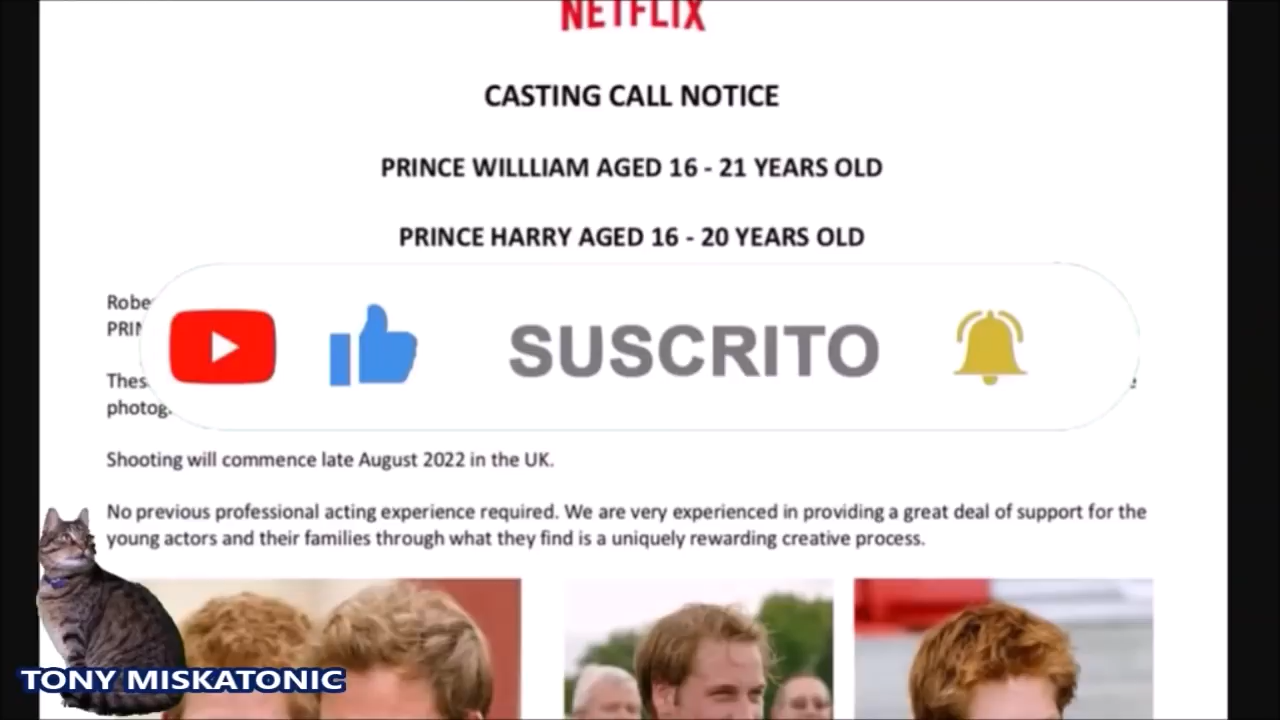 NETFLIX
CASTING CALL NOTICE
PRINCE WILLLIAM AGED 16 - 21 YEARS OLD
PRINCE HARRY AGED 16 - 20 YEARS OLD
SUSCRITO
Shooting will commence late August 2022 in the UK.
No previous professional acting experience required. We are very experienced in providing a great deal of support for the
young actors and their families through what they find is a uniquely rewarding creative process.
TONY MISKATONIC